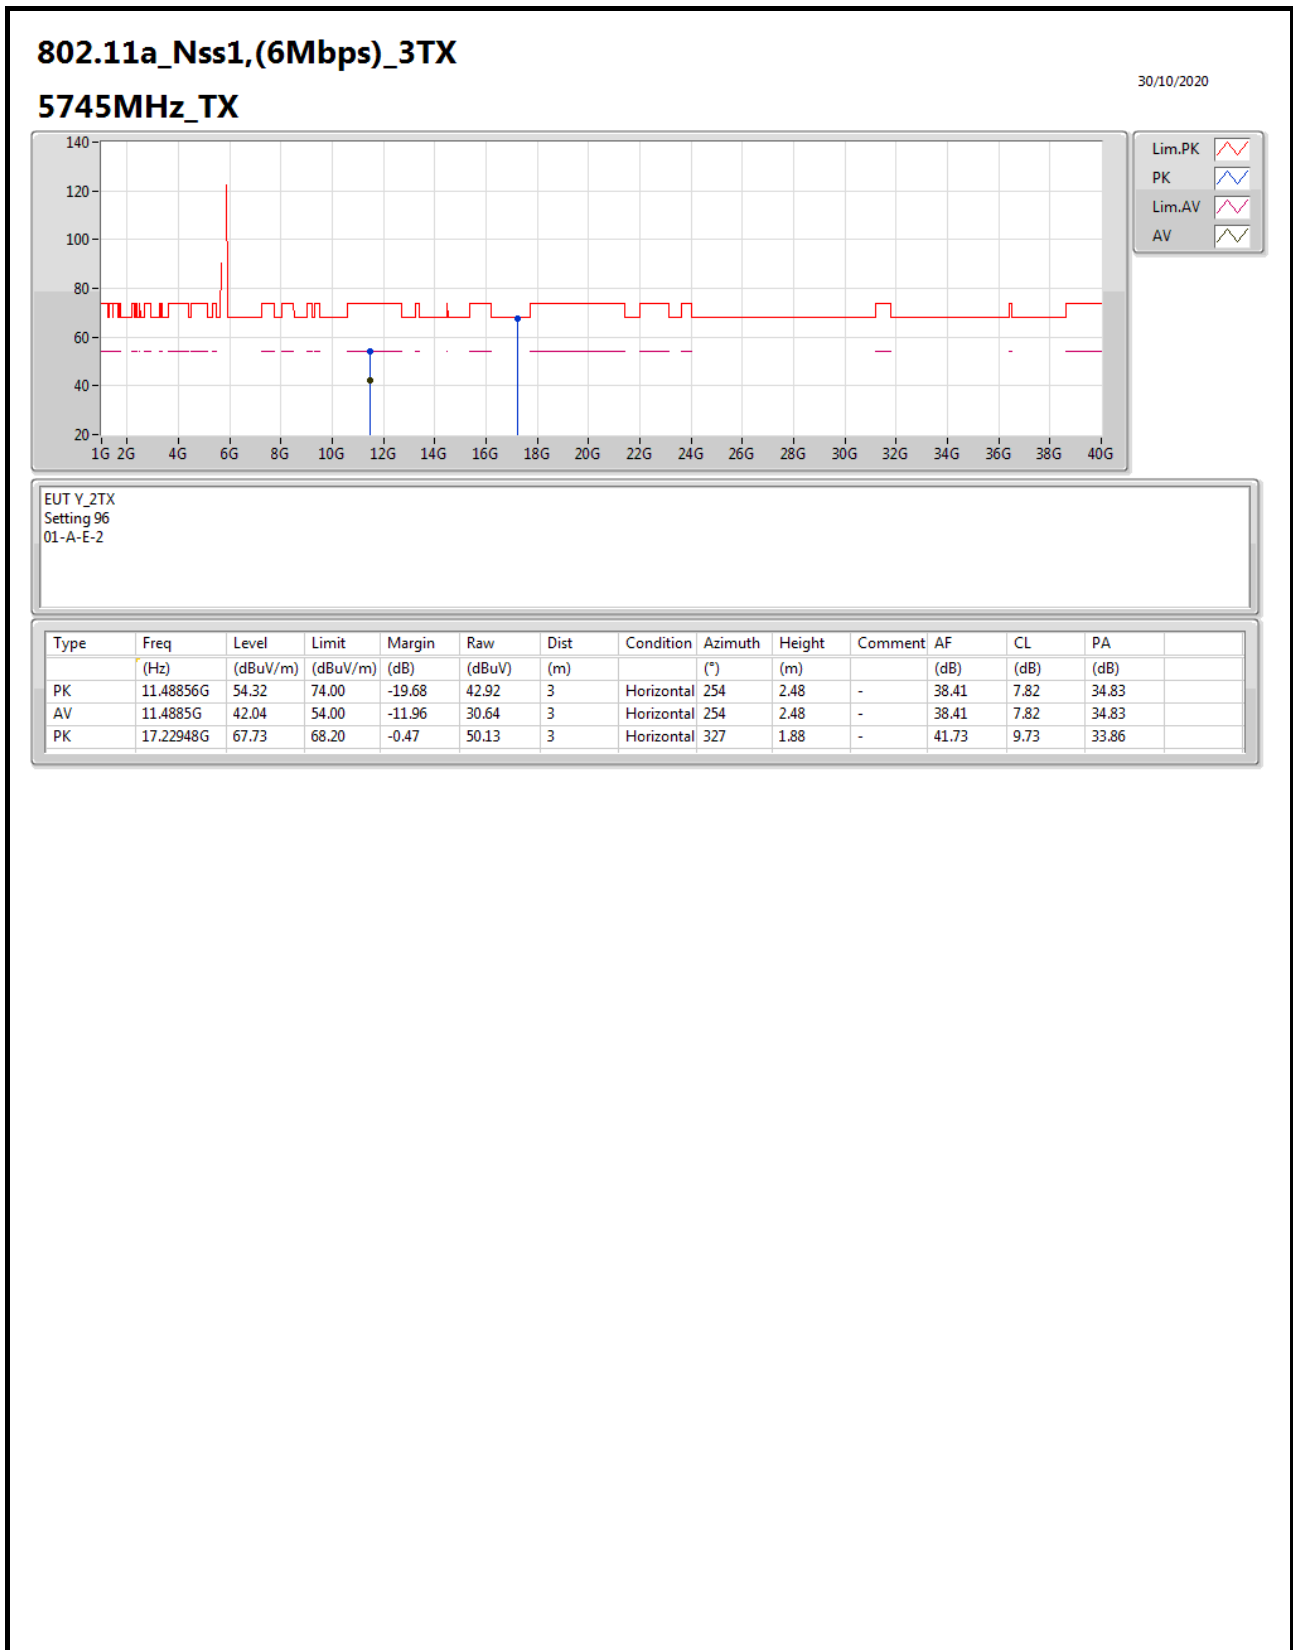 802.11a_Nss1,(6Mbps)_3TX
30/10/2020
5745MHz_TX
140
120
100
80
60
40
20
1G 2G 4G 6G 8G 10G 12G 14G 16G 18G 20G 22G 24G 26G 28G 30G 32G 34G 36G 38G 40G
Lim.PK
PK
Lim.AV
AV
EUT Y_2TX
Setting 96
01-A-E-2
Type Freq Level Limit Margin Raw Dist Condition Azimuth Height Comment AF CL PA
(Hz) (dBuV/m) (dBuV/m) (dB) (dBuV) (m) (°) (m) (dB) (dB) (dB)
PK 11.48856G 54.32 74.00 -19.68 42.92 3 Horizontal 254 2.48 - 38.41 7.82 34.83
AV 11.4885G 42.04 54.00 -11.96 30.64 3 Horizontal 254 2.48 - 38.41 7.82 34.83
PK 17.22948G 67.73 68.20 -0.47 50.13 3 Horizontal 327 1.88 - 41.73 9.73 33.86